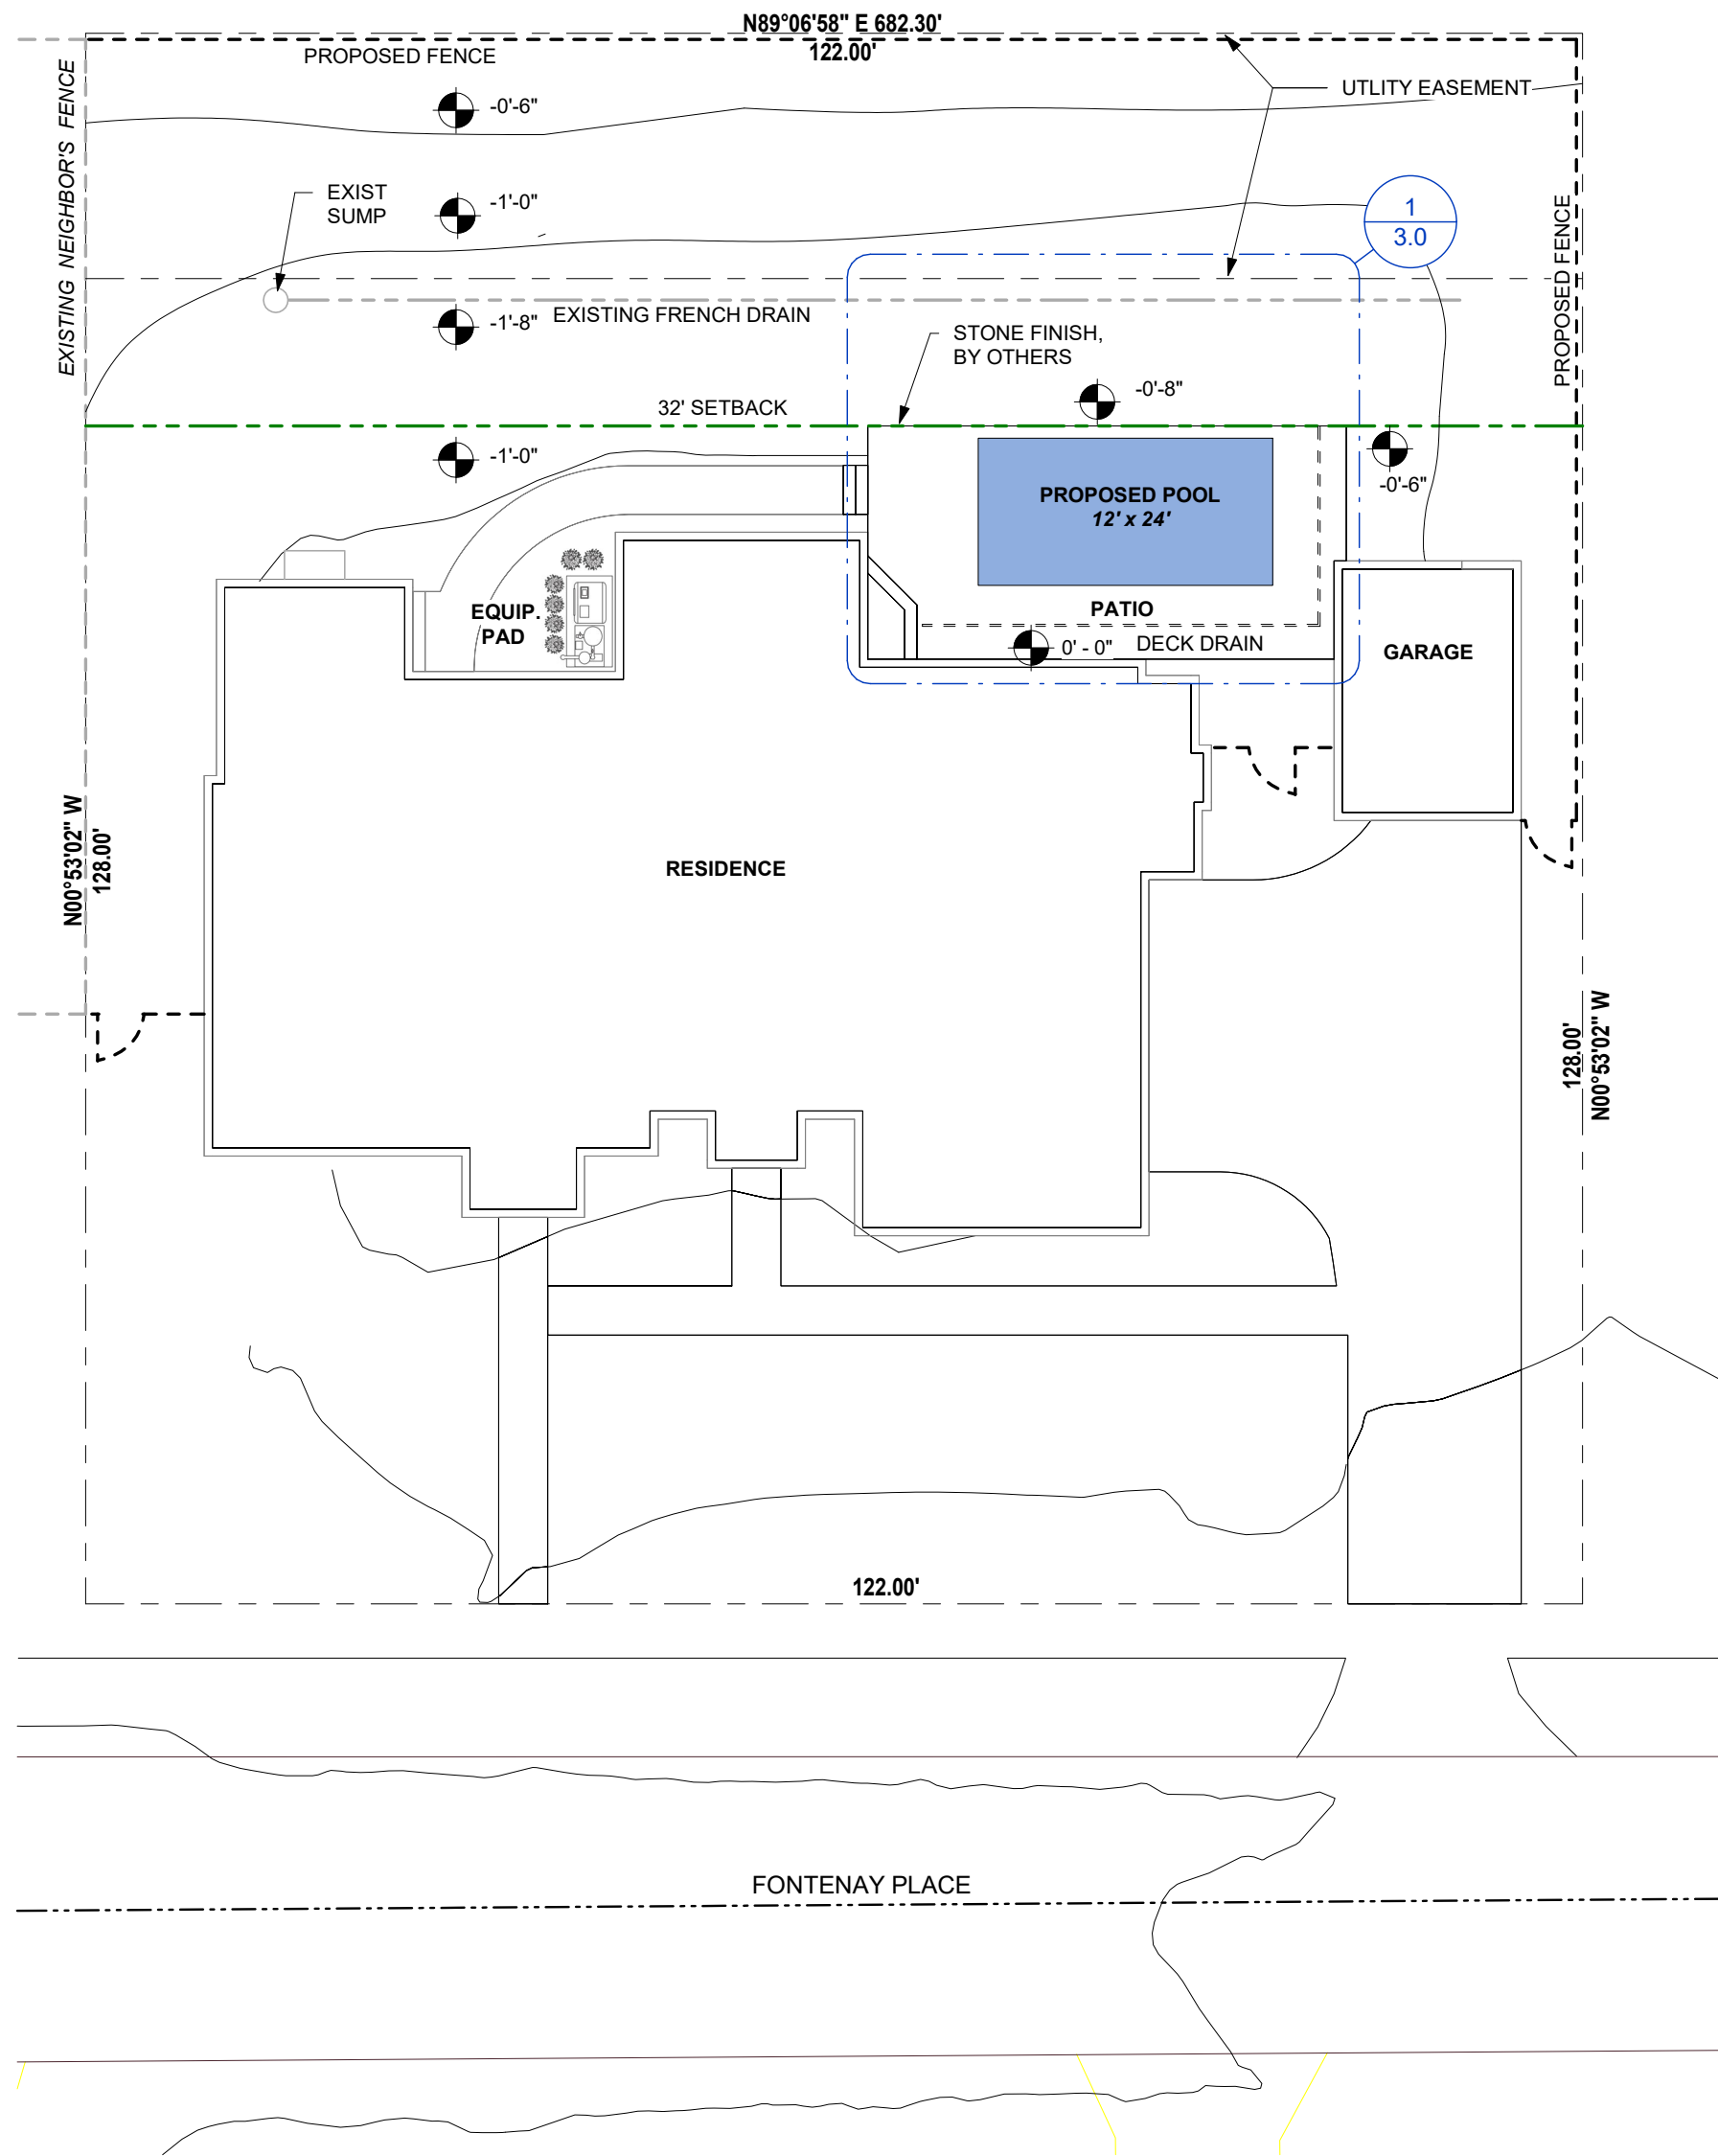 N89°06'58" E 682.30'
122.00'
PROPOSED FENCE
EXISTING NEIGHBOR'S FENCE
-0'-6"
UTLITY EASEMENT
EXIST
SUMP
-1'-0"
1
3.0
PROPOSED FENCE
-1'-8"
EXISTING FRENCH DRAIN
STONE FINISH,
BY OTHERS
-0'-8"
32' SETBACK
-1'-0"
-0'-6"
PROPOSED POOL
12' x 24'
EQUIP.
PAD
PATIO
0' - 0"
DECK DRAIN
GARAGE
RESIDENCE
N00°53'02" W
128.00'
128.00'
N00°53'02" W
122.00'
FONTENAY PLACE